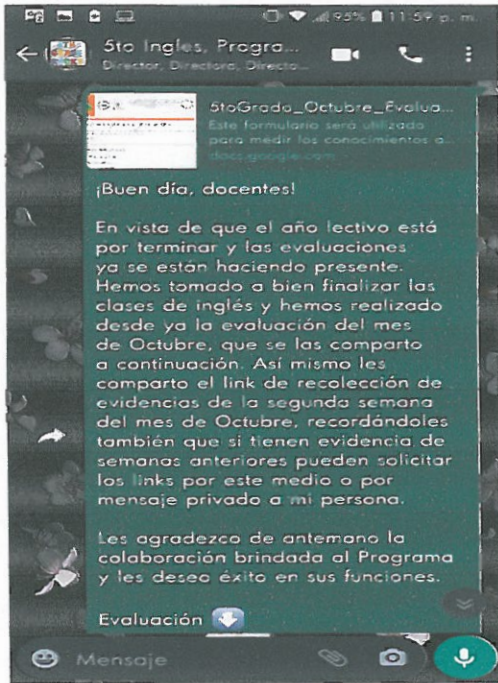 95% 11:59 p. m.
5to Ingles, Progra...
Director, Directora, Directo...
5toGrado_Octubre_Evalua...
Este formulario será utilizado
para medir los conocimientos a...
docs.google.com
¡Buen día, docentes!
En vista de que el año lectivo está
por terminar y las evaluaciones
ya se están haciendo presente.
Hemos tomado a bien finalizar las
clases de inglés y hemos realizado
desde ya la evaluación del mes
de Octubre, que se las comparto
a continuación. Así mismo les
comparto el link de recolección de
evidencias de la segunda semana
del mes de Octubre, recordándoles
también que si tienen evidencia de
semanas anteriores pueden solicitar
los links por este medio o por
mensaje privado a mi persona.
Les agradezco de antemano la
colaboración brindada al Programa
y les deseo éxito en sus funciones.
Evaluación
Mensaje